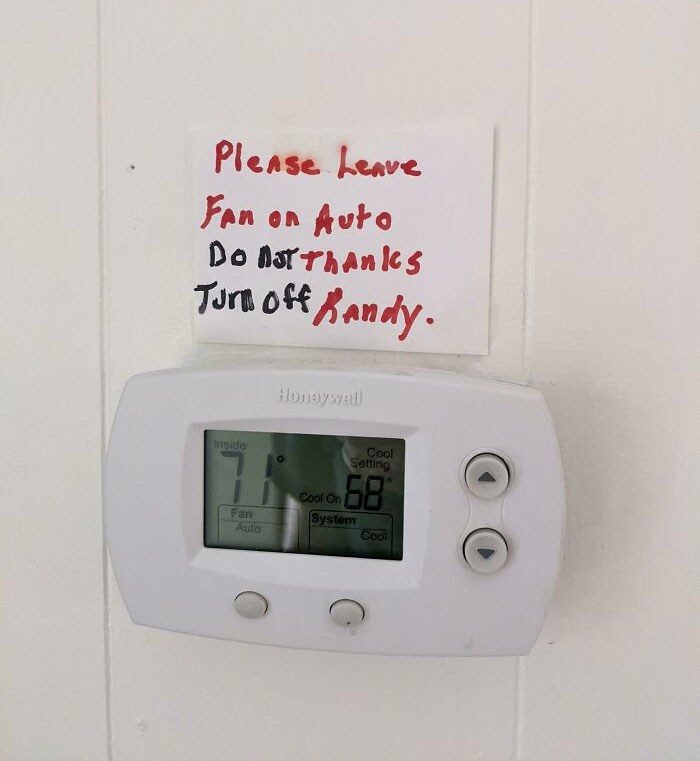 Please Leave
Fan on Auto
Do Not Thanks
Turn off Randy.
Honeywell
Inside
71°
Cool Setting
Cool On 68°
Fan
Auto
System
Cool